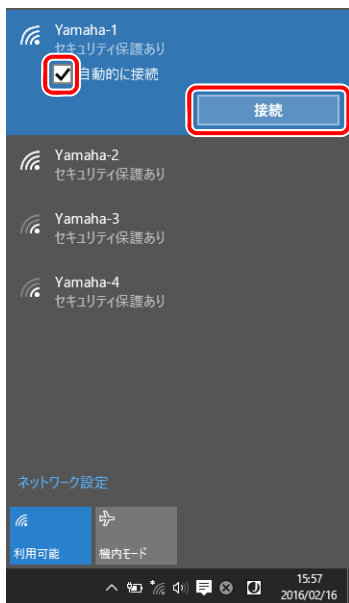 Yamaha-1
セキュリティ保護あり
自動的に接続
接続
Yamaha-2
セキュリティ保護あり
Yamaha-3
セキュリティ保護あり
Yamaha-4
セキュリティ保護あり
ネットワーク設定
利用可能
機内モード
15:57
2016/02/16